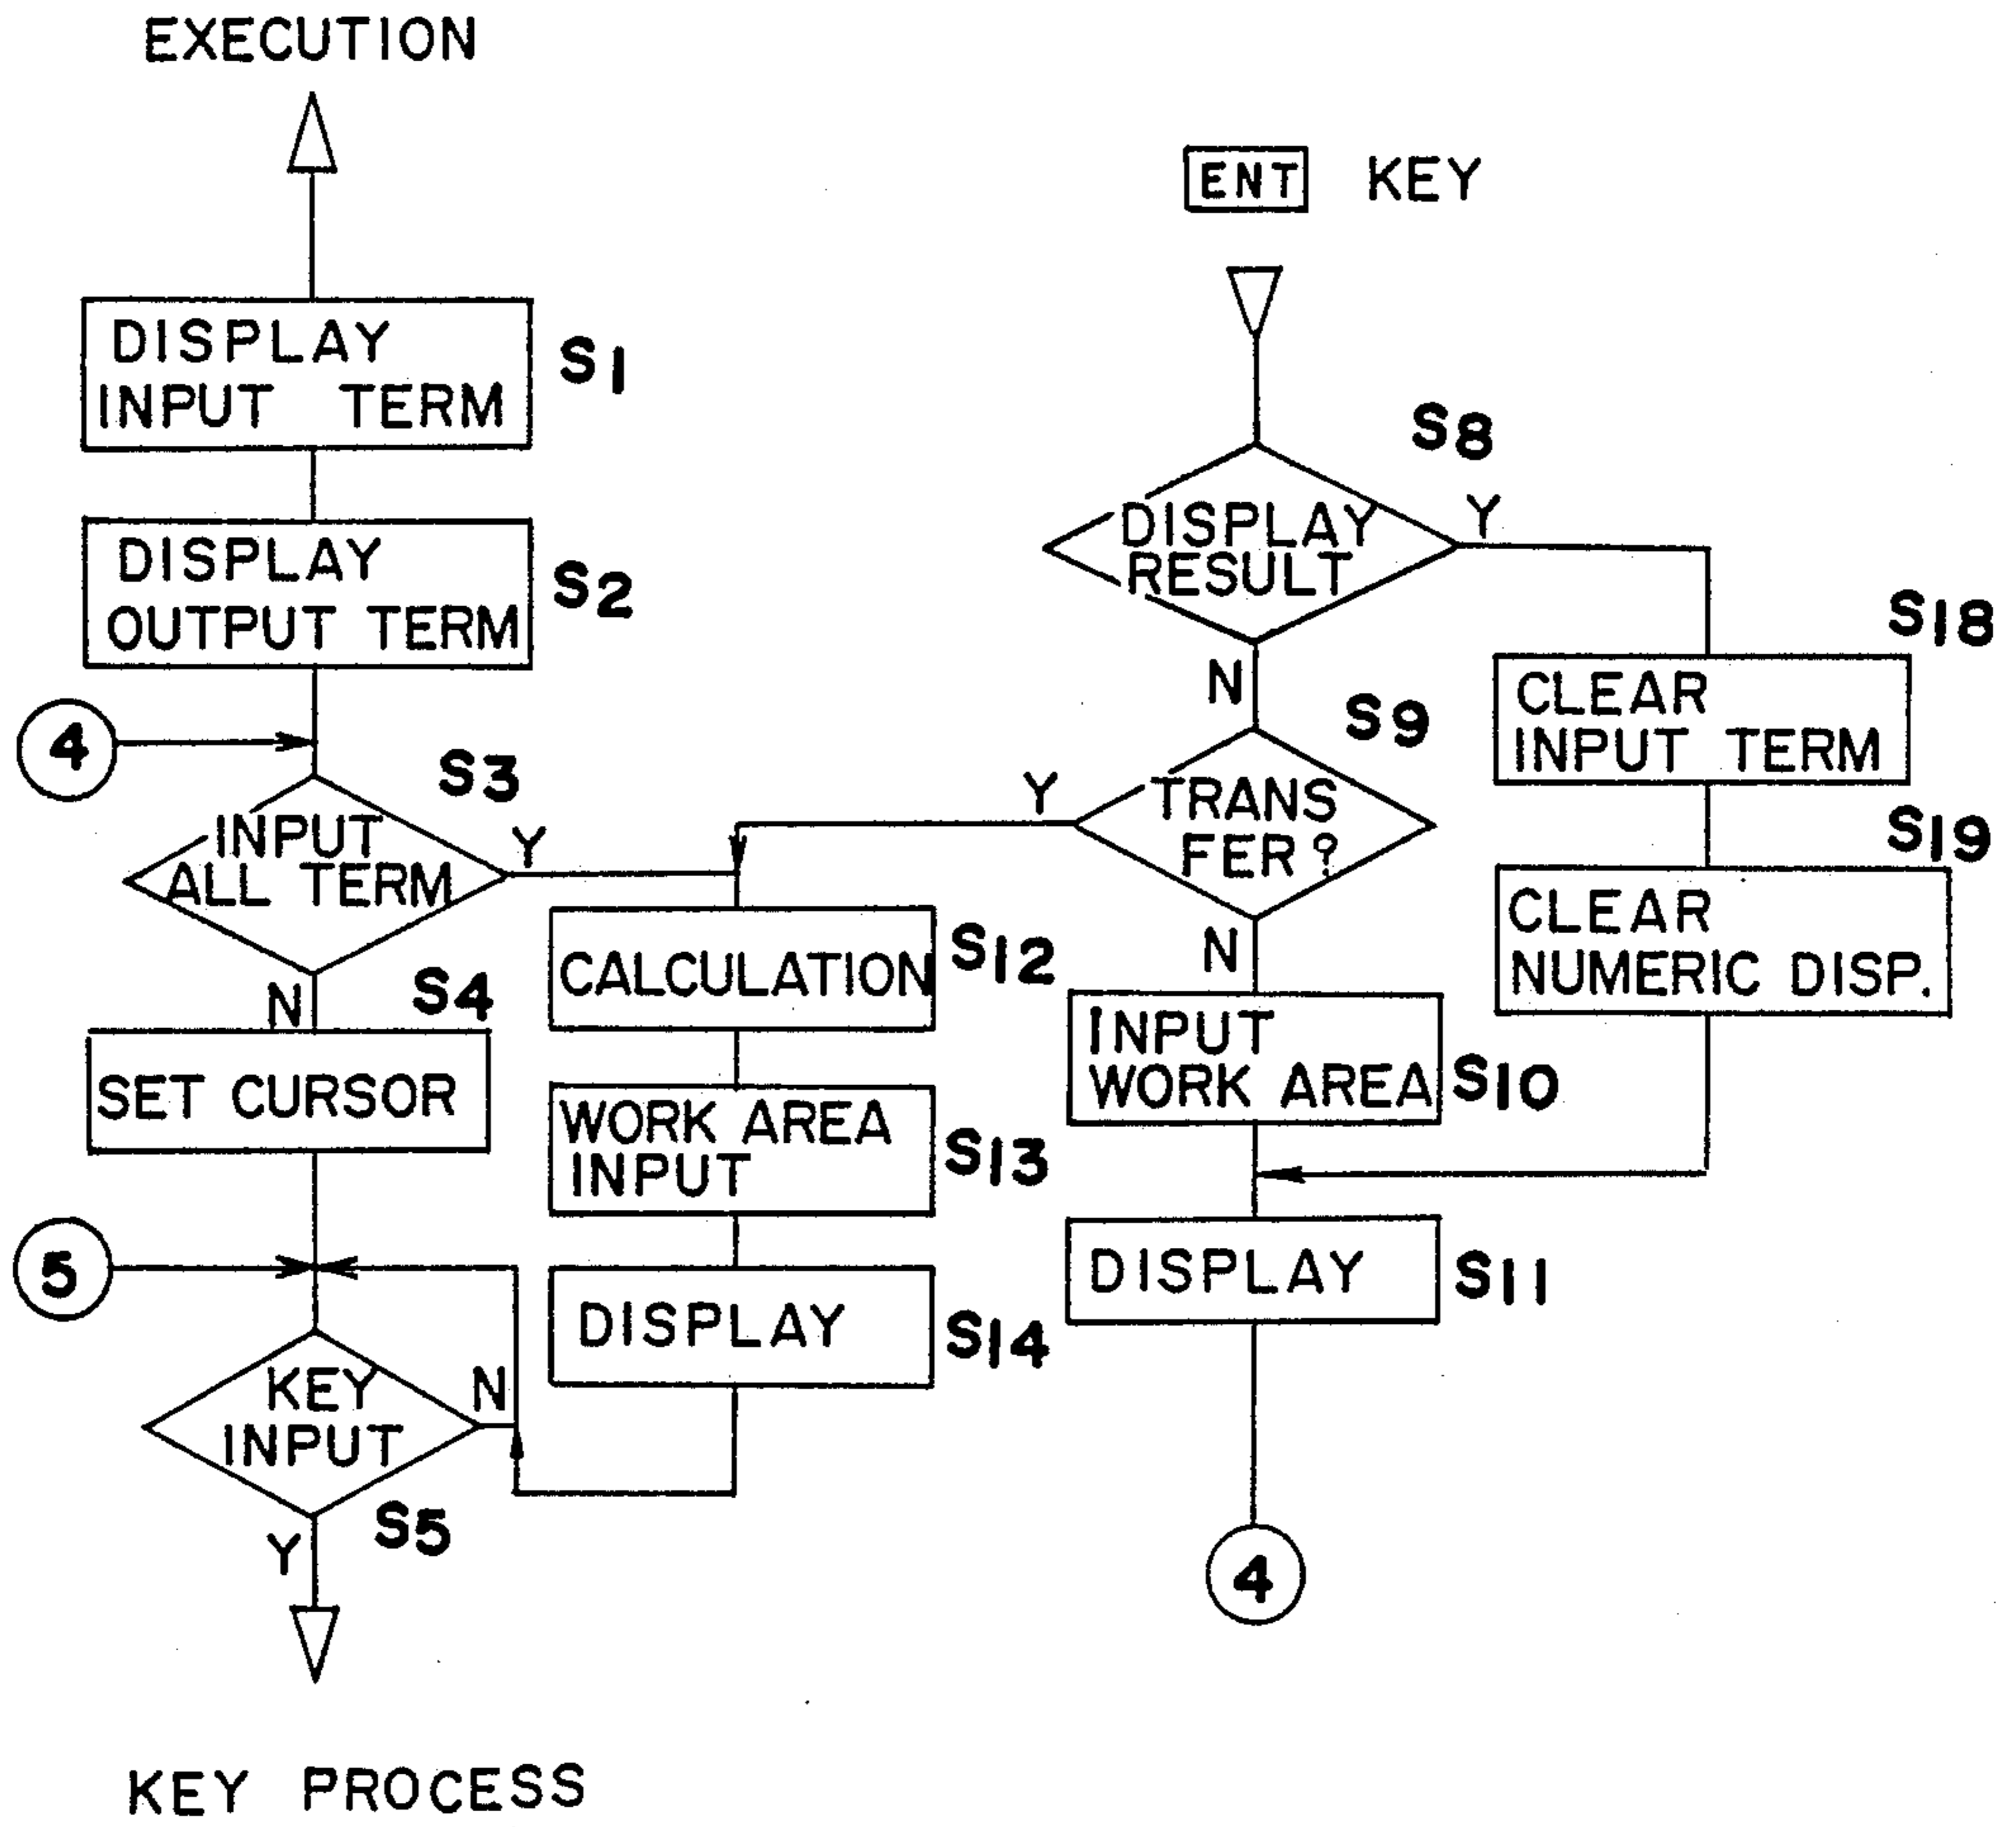 EXECUTION
DISPLAY
INPUT TERM
S1
DISPLAY
OUTPUT TERM
S2
4
S3
INPUT
ALL TERM
Y
N
S4
SET CURSOR
5
KEY
INPUT
N
S5
Y
KEY PROCESS
CALCULATION
S12
WORK AREA
INPUT
S13
DISPLAY
S14
ENT KEY
S8
DISPLAY
RESULT
Y
N
S9
TRANS
FER?
Y
N
INPUT
WORK AREA
S10
DISPLAY
S11
4
S18
CLEAR
INPUT TERM
S19
CLEAR
NUMERIC DISP.